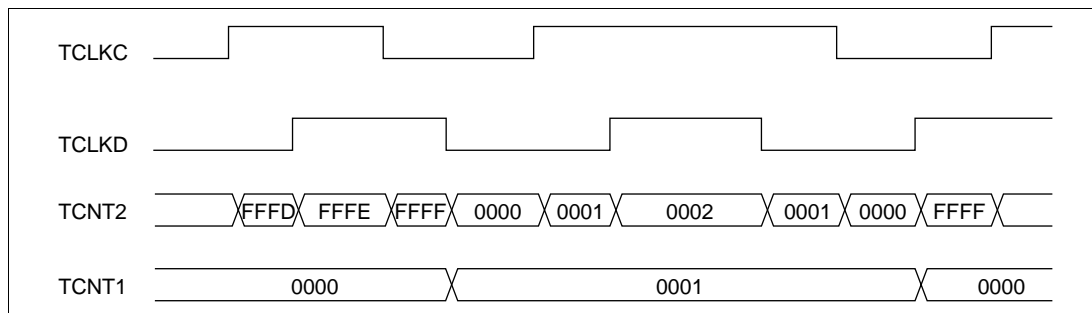 TCLKC
TCLKD
TCNT2 FFFD FFFE FFFF 0000 0001 0002 0001 0000 FFFF
TCNT1 0000 0001 0000